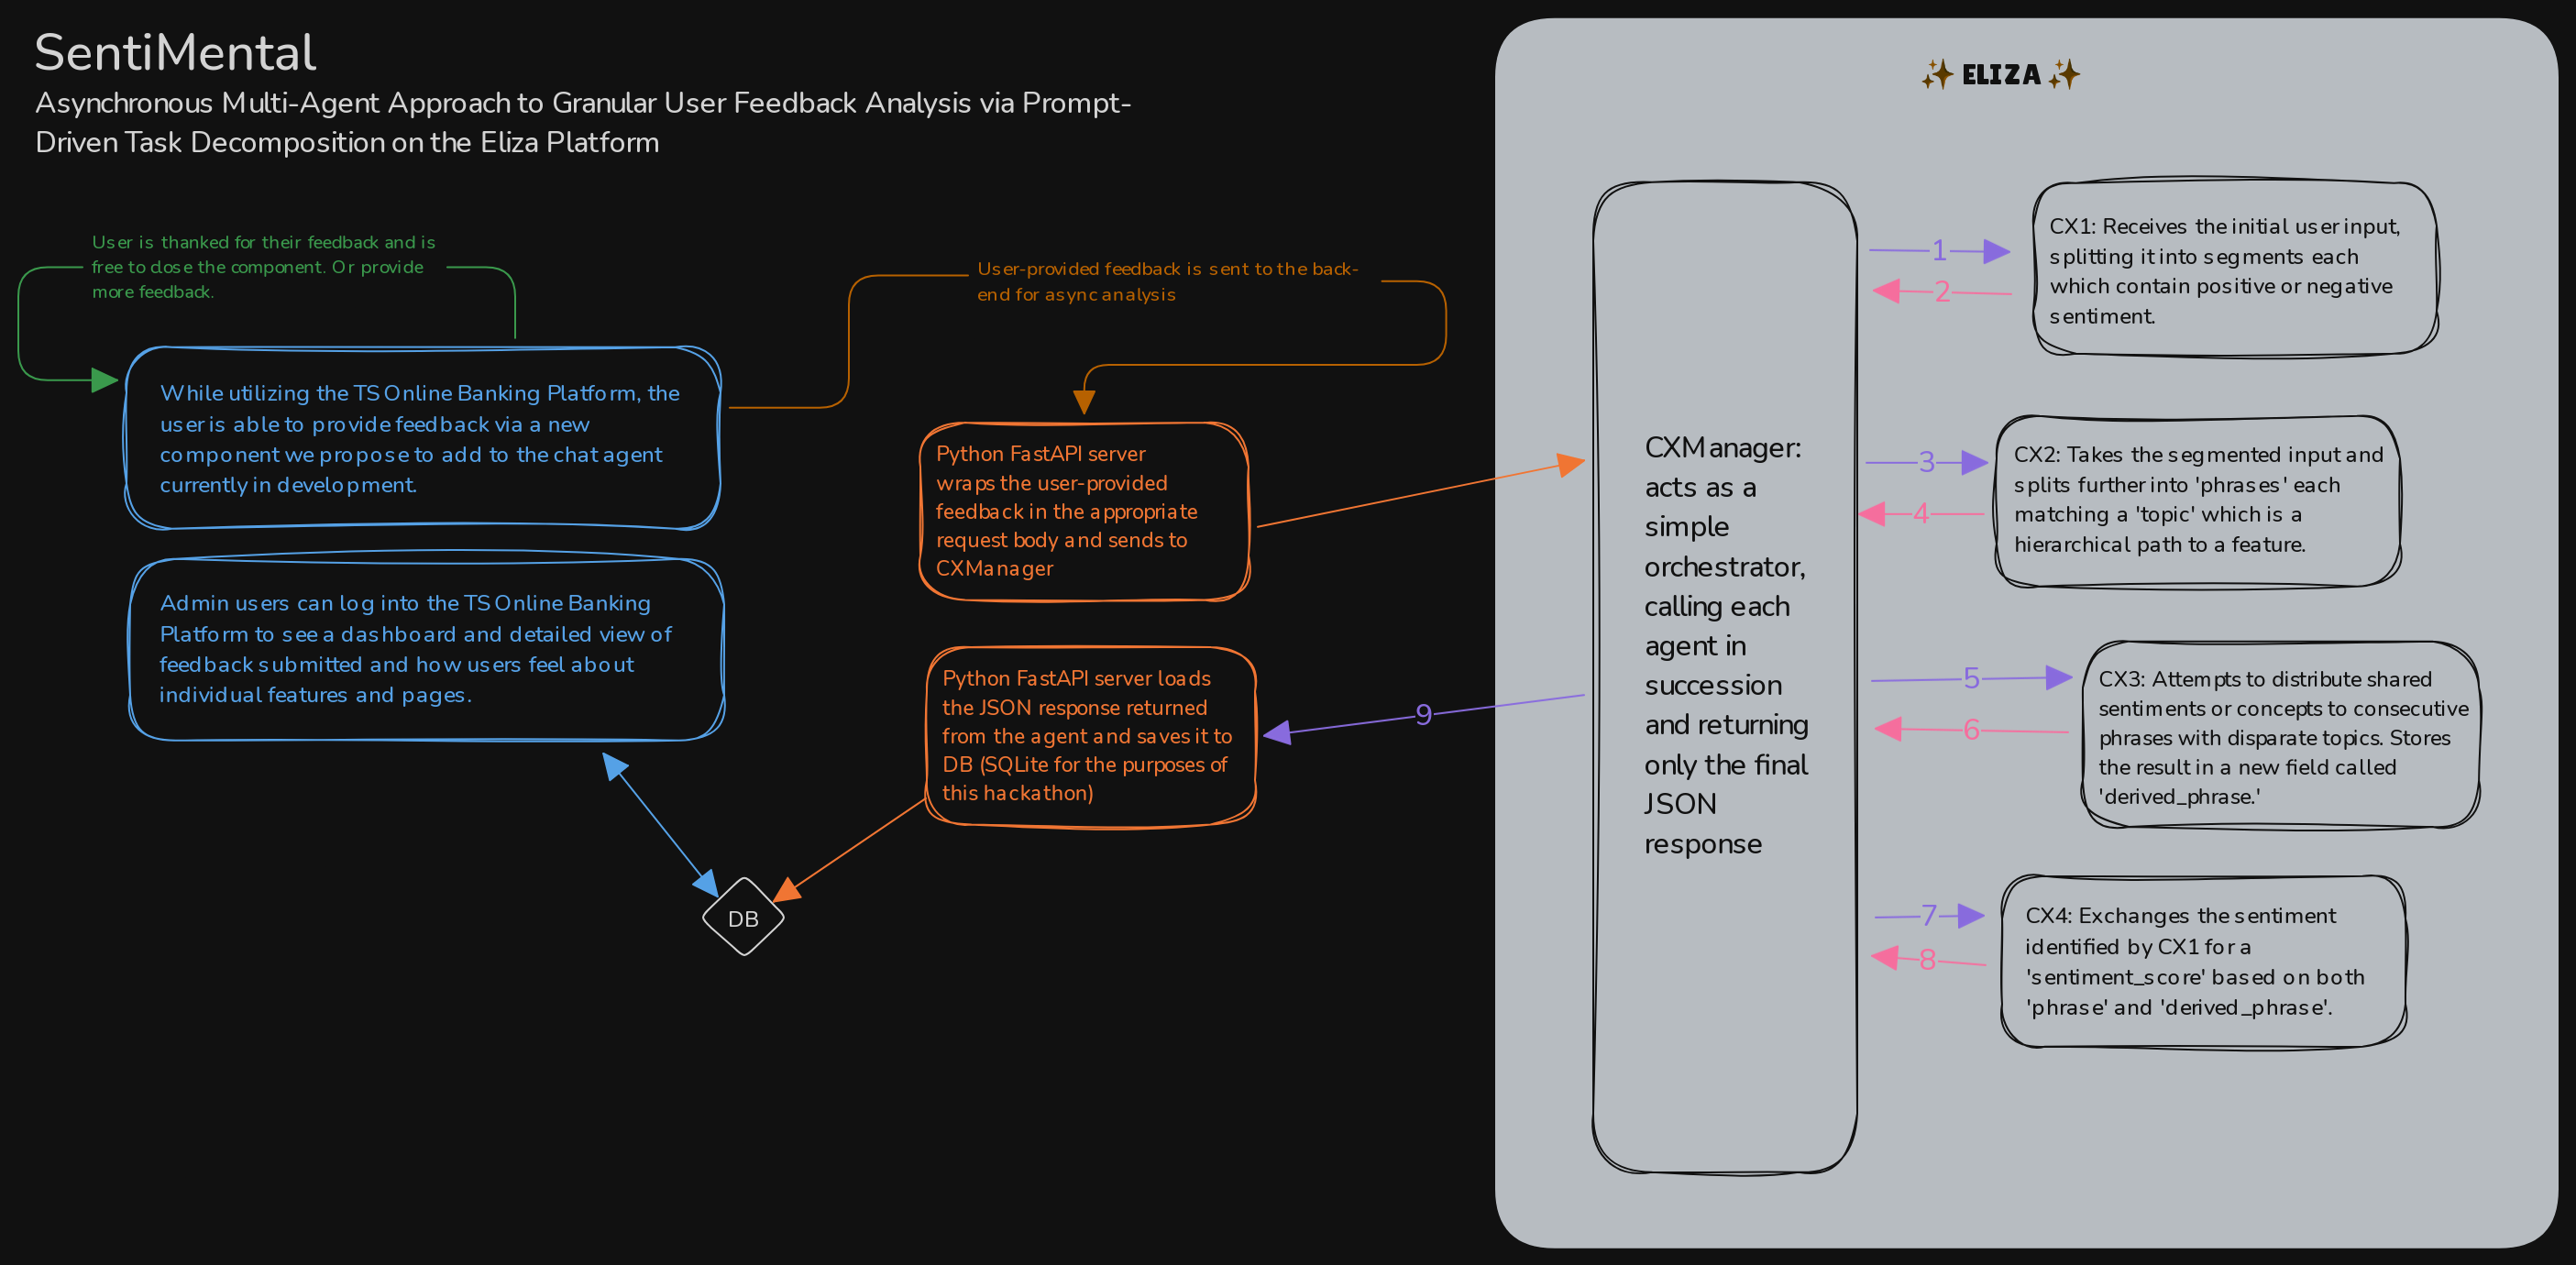 SentiMental
Asynchronous Multi-Agent Approach to Granular User Feedback Analysis via Prompt-
Driven Task Decomposition on the Eliza Platform
User is thanked for their feedback and is
free to close the component. Or provide
more feedback.
While utilizing the TS Online Banking Platform, the
user is able to provide feedback via a new
component we propose to add to the chat agent
currently in development.
Admin users can log into the TS Online Banking
Platform to see a dashboard and detailed view of
feedback submitted and how users feel about
individual features and pages.
DB
User-provided feedback is sent to the back-
end for async analysis
Python FastAPI server
wraps the user-provided
feedback in the appropriate
request body and sends to
CXManager
Python FastAPI server loads
the JSON response returned
from the agent and saves it to
DB (SQLite for the purposes of
this hackathon)
9
✨ ELIZA ✨
CXManager:
acts as a
simple
orchestrator,
calling each
agent in
succession
and returning
only the final
JSON
response
1
2
CX1: Receives the initial user input,
splitting it into segments each
which contain positive or negative
sentiment.
3
4
CX2: Takes the segmented input and
splits further into 'phrases' each
matching a 'topic' which is a
hierarchical path to a feature.
5
6
CX3: Attempts to distribute shared
sentiments or concepts to consecutive
phrases with disparate topics. Stores
the result in a new field called
'derived_phrase.'
7
8
CX4: Exchanges the sentiment
identified by CX1 for a
'sentiment_score' based on both
'phrase' and 'derived_phrase'.